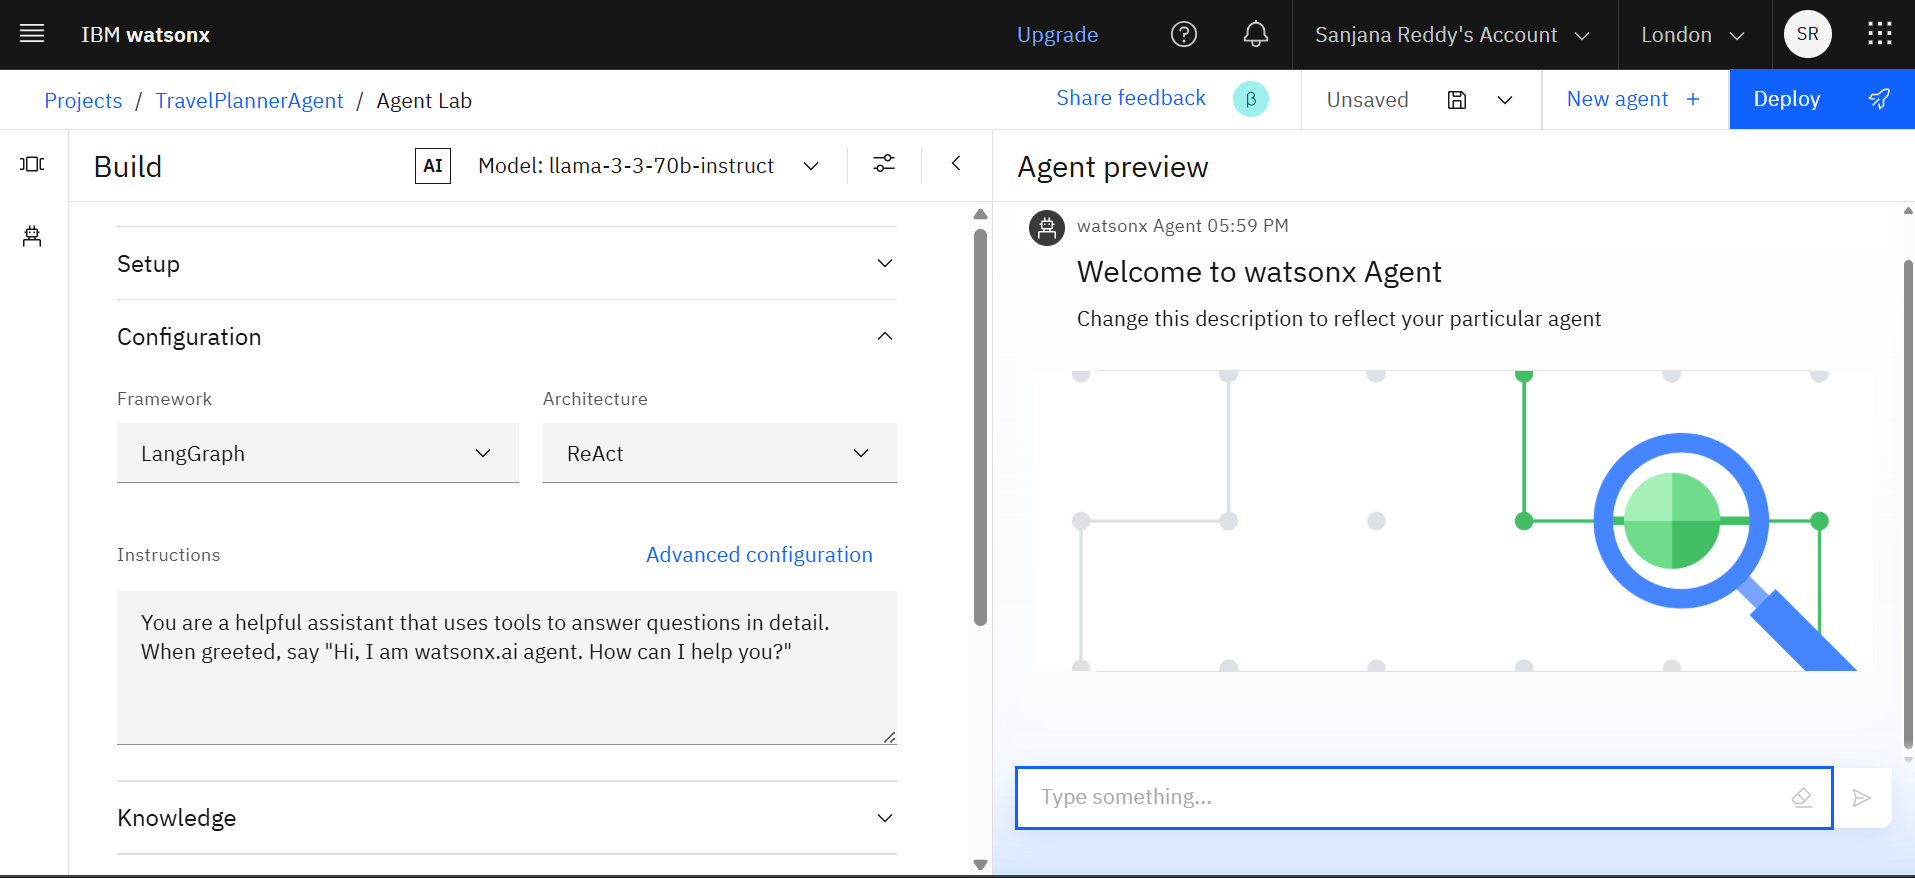 IBM watsonx
Upgrade
Sanjana Reddy's Account
London
SR
Projects / TravelPlannerAgent / Agent Lab
Share feedback
β
Unsaved
New agent +
Deploy
Build
AI
Model: llama-3-3-70b-instruct
Setup
Configuration
Framework
Architecture
LangGraph
ReAct
Instructions
Advanced configuration
You are a helpful assistant that uses tools to answer questions in detail.
When greeted, say "Hi, I am watsonx.ai agent. How can I help you?"
Knowledge
Agent preview
watsonx Agent 05:59 PM
Welcome to watsonx Agent
Change this description to reflect your particular agent
Type something...